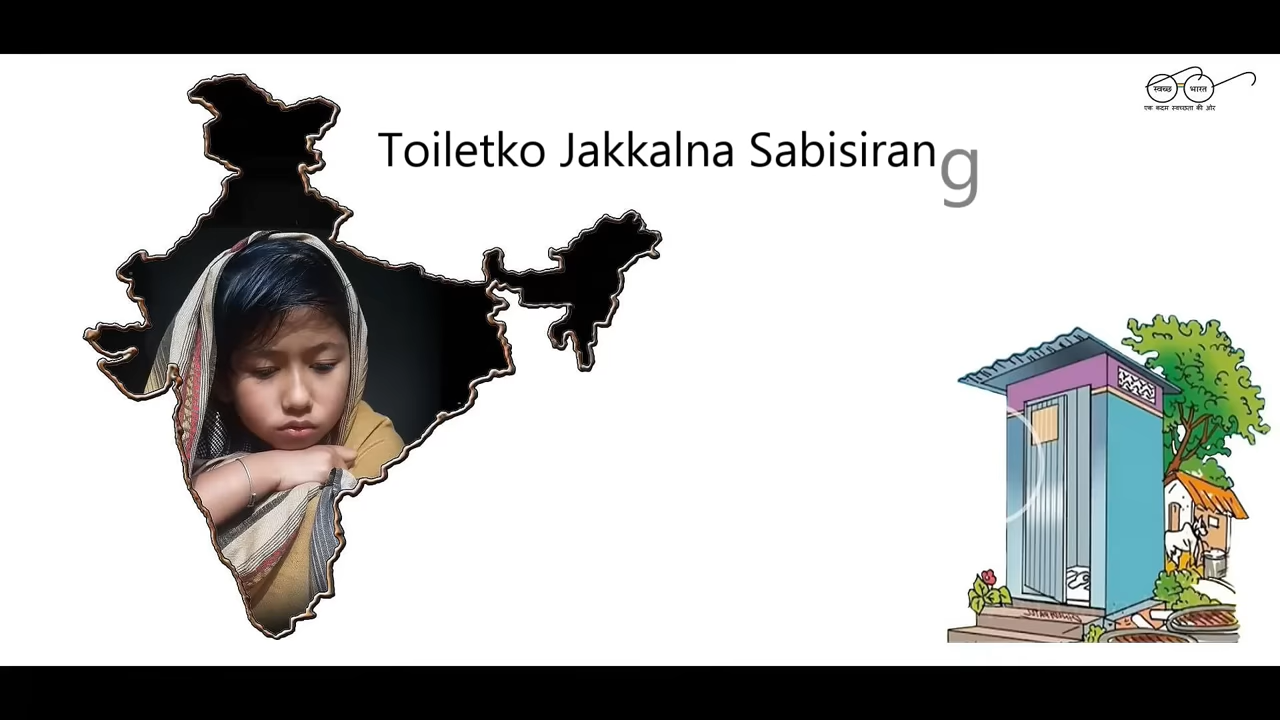 Toiletko Jakkalna Sabisirang
स्वच्छ भारत
एक कदम स्वच्छता की ओर